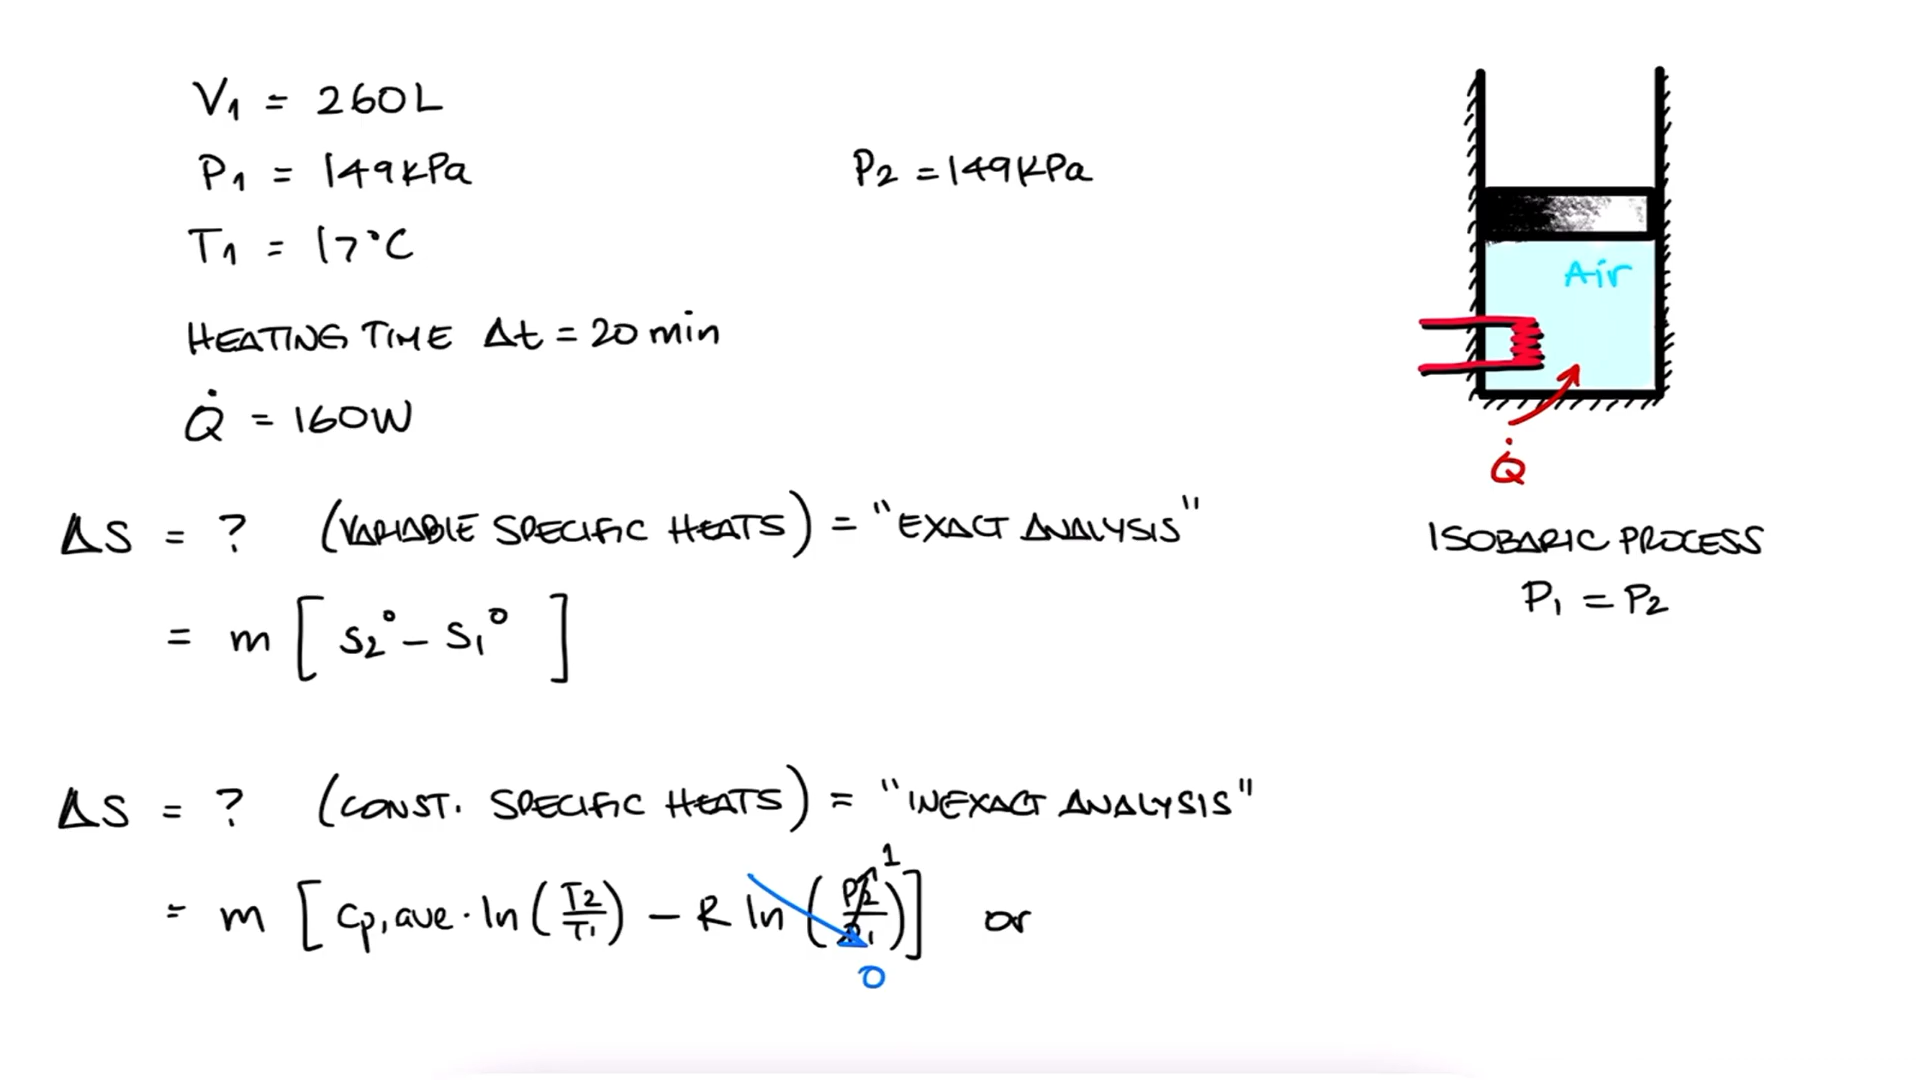 V₁ = 260L
P₁ = 149kPa
P₂ = 149kPa
T₁ = 17°C
HEATING TIME Δt = 20 min
Q̇ = 160W
Air
Q̇
ISOBARIC PROCESS
P₁ = P₂
ΔS = ? (VARIABLE SPECIFIC HEATS) = "EXACT ANALYSIS"
= m [ s₂° - s₁° ]
ΔS = ? (CONST. SPECIFIC HEATS) = "INEXACT ANALYSIS"
= m [ cp,ave · ln (T₂/T₁) - R ln (P₂/P₁) ] or
1
0